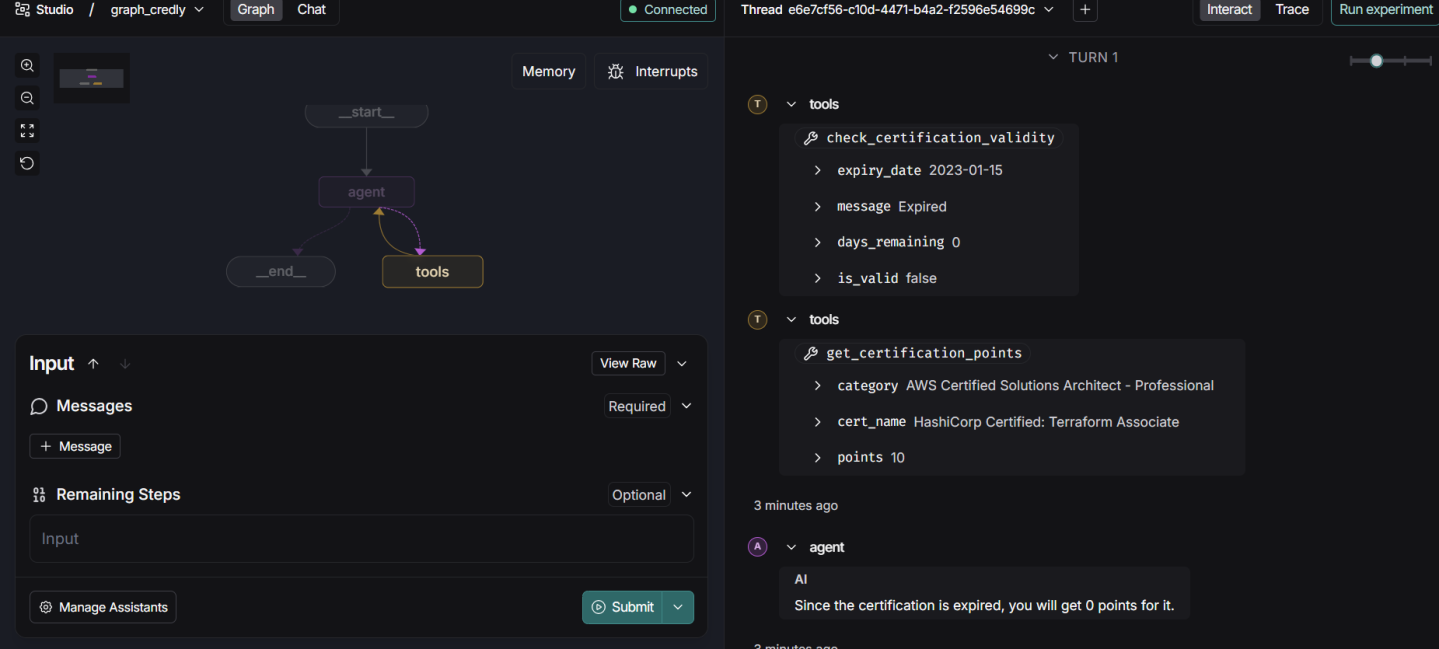 Studio / graph_credly Graph Chat Connected
Thread e6e7cf56-c10d-4471-b4a2-f2596e54699c + Interact Trace Run experiment
Memory Interrupts
__start__
agent
__end__
tools
Input View Raw
Messages Required
+ Message
Remaining Steps Optional
Input
Manage Assistants Submit
TURN 1
T tools
check_certification_validity
expiry_date 2023-01-15
message Expired
days_remaining 0
is_valid false
T tools
get_certification_points
category AWS Certified Solutions Architect - Professional
cert_name HashiCorp Certified: Terraform Associate
points 10
3 minutes ago
A agent
AI
Since the certification is expired, you will get 0 points for it.
3 minutes ago